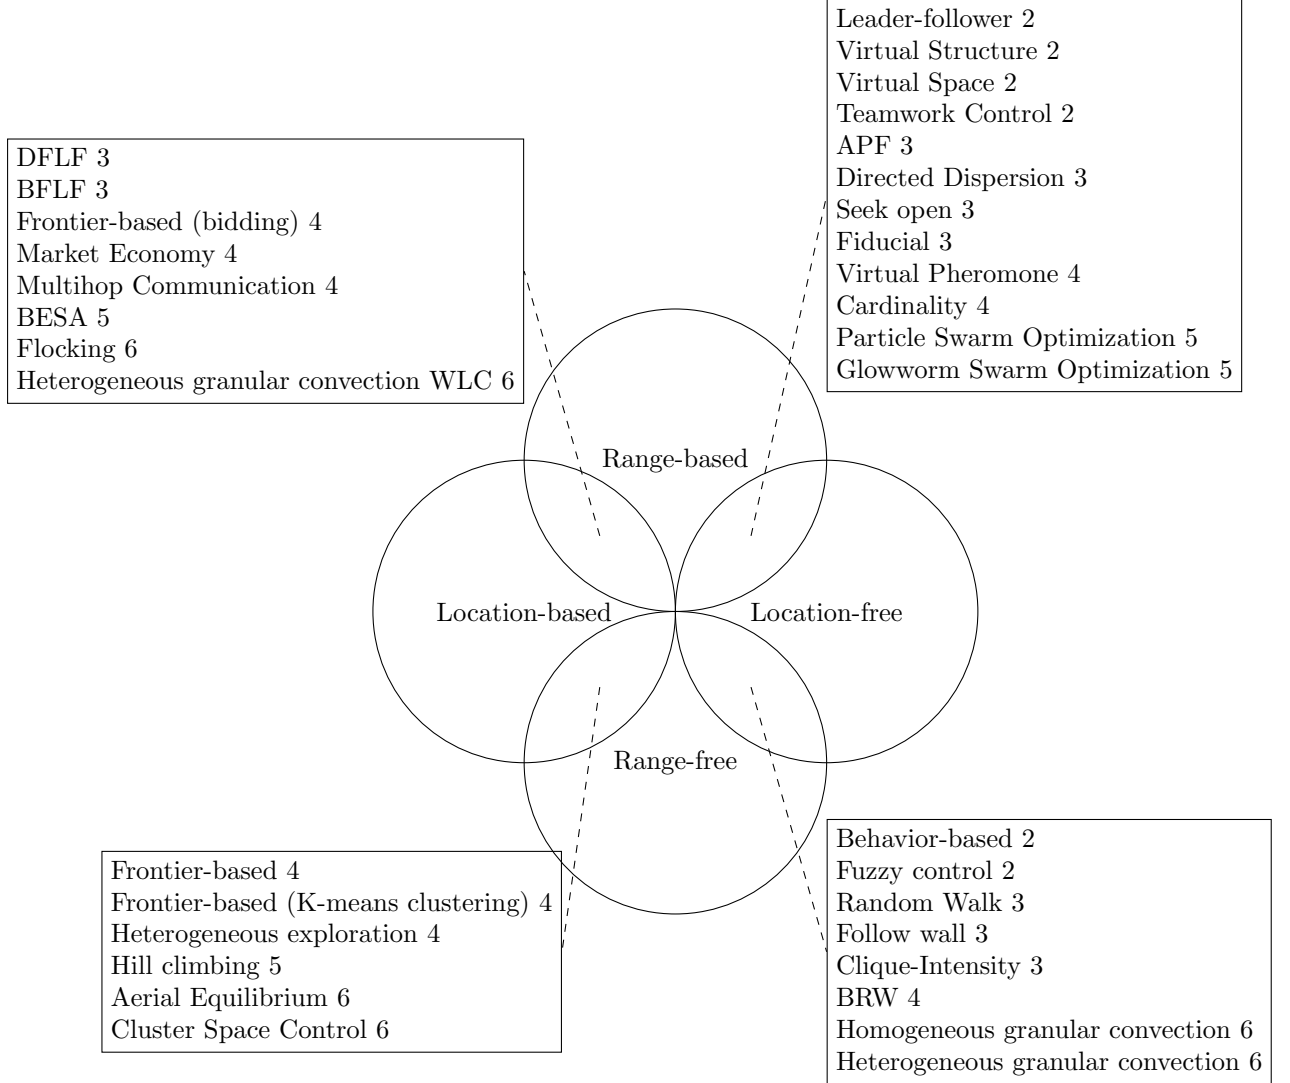 Leader-follower 2
Virtual Structure 2
Virtual Space 2
Teamwork Control 2
APF 3
Directed Dispersion 3
Seek open 3
Fiducial 3
Virtual Pheromone 4
Cardinality 4
Particle Swarm Optimization 5
Glowworm Swarm Optimization 5
DFLF 3
BFLF 3
Frontier-based (bidding) 4
Market Economy 4
Multihop Communication 4
BESA 5
Flocking 6
Heterogeneous granular convection WLC 6
Range-based
Location-based
Location-free
Range-free
Frontier-based 4
Frontier-based (K-means clustering) 4
Heterogeneous exploration 4
Hill climbing 5
Aerial Equilibrium 6
Cluster Space Control 6
Behavior-based 2
Fuzzy control 2
Random Walk 3
Follow wall 3
Clique-Intensity 3
BRW 4
Homogeneous granular convection 6
Heterogeneous granular convection 6